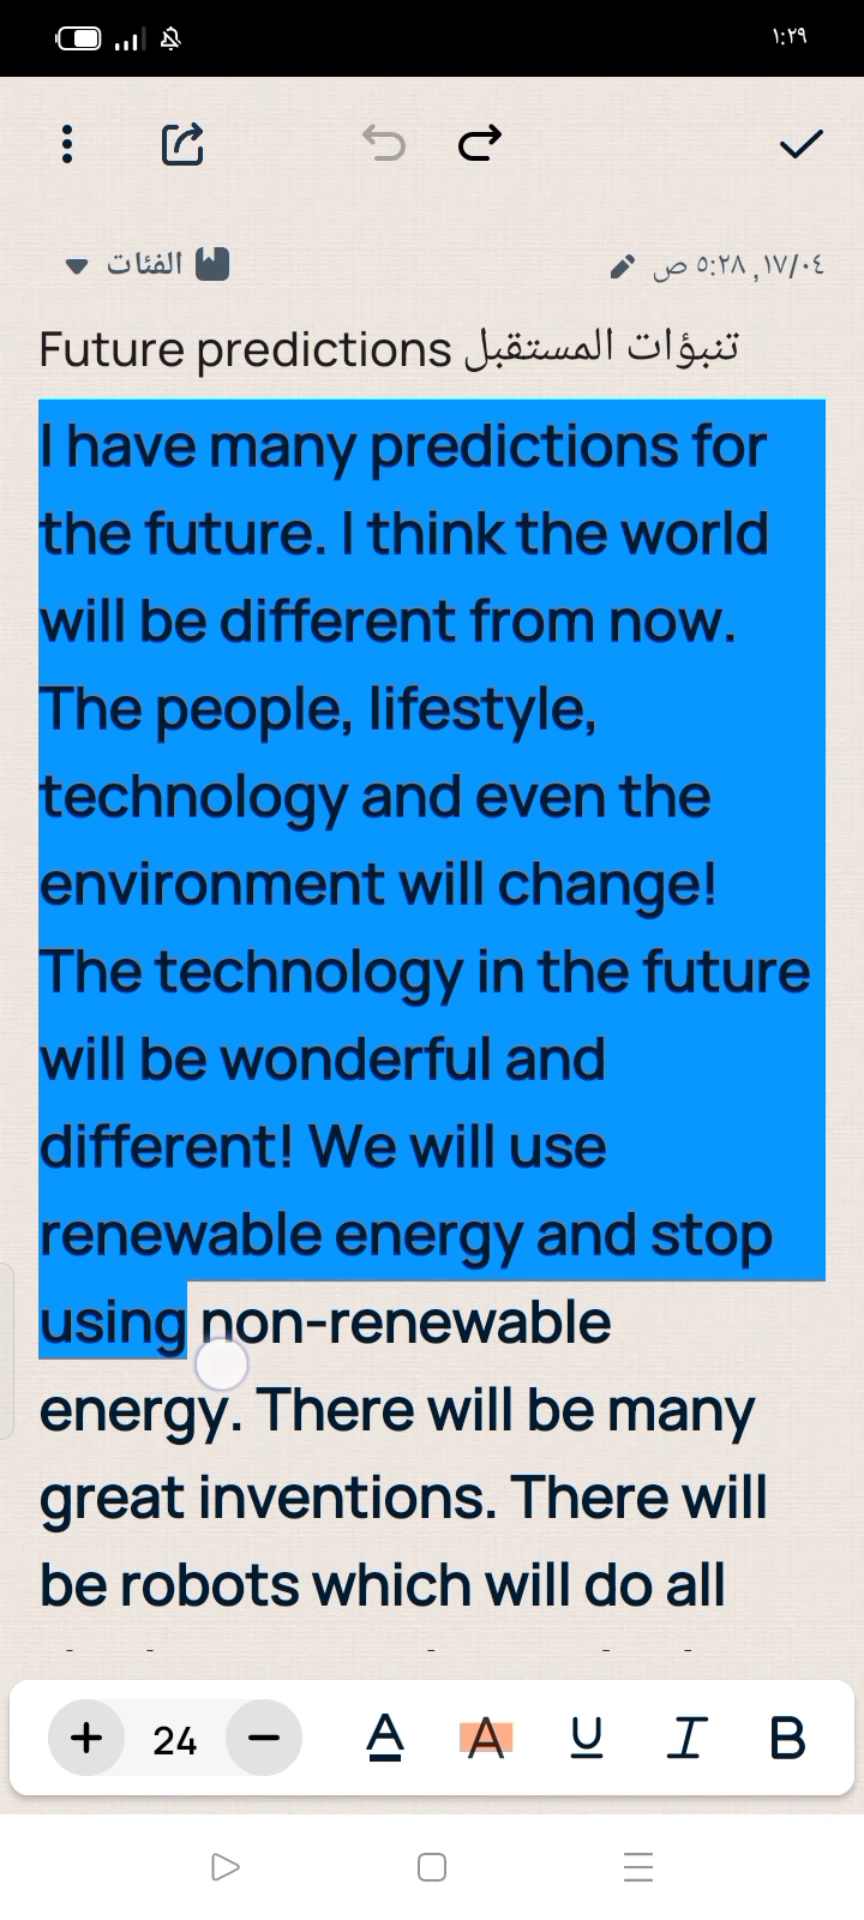 ١:٢٩
١٧/٠٤, ٥:٢٨ ص
الفئات
Future predictions تنبؤات المستقبل
I have many predictions for
the future. I think the world
will be different from now.
The people, lifestyle,
technology and even the
environment will change!
The technology in the future
will be wonderful and
different! We will use
renewable energy and stop
using non-renewable
energy. There will be many
great inventions. There will
be robots which will do all
+ 24 − A A U I B